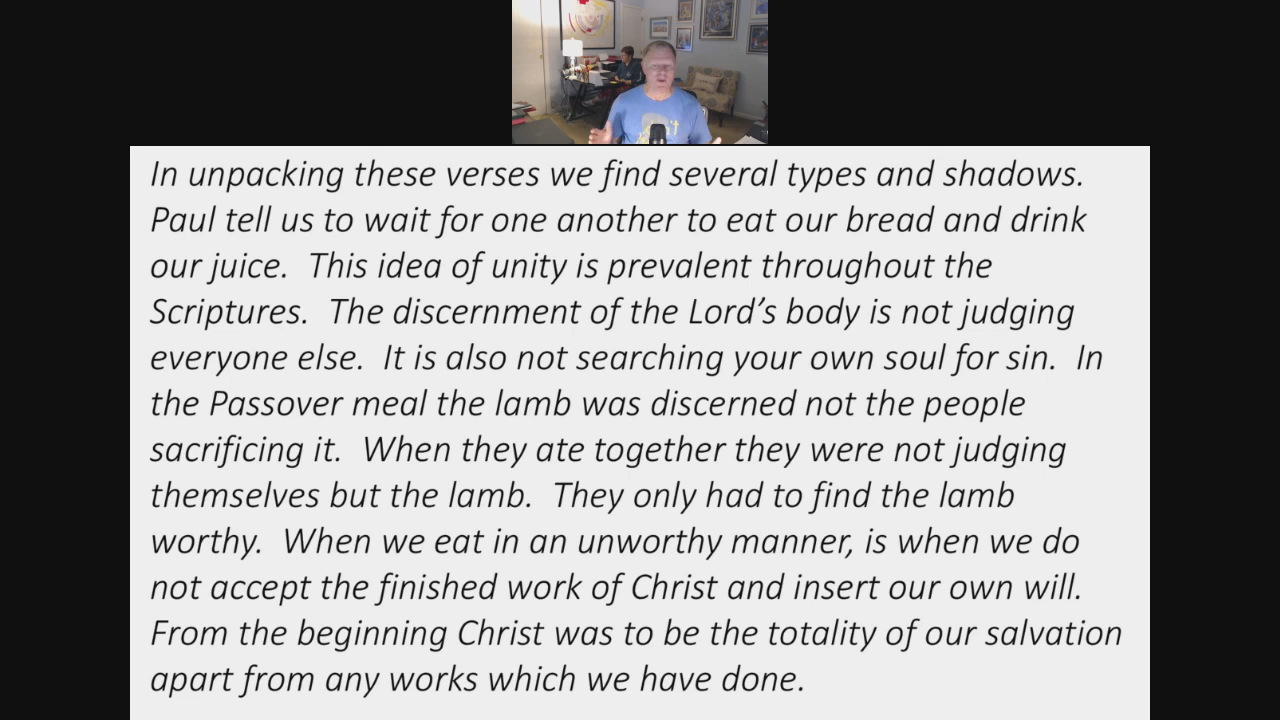 In unpacking these verses we find several types and shadows.
Paul tell us to wait for one another to eat our bread and drink
our juice.  This idea of unity is prevalent throughout the
Scriptures.  The discernment of the Lord’s body is not judging
everyone else.  It is also not searching your own soul for sin.  In
the Passover meal the lamb was discerned not the people
sacrificing it.  When they ate together they were not judging
themselves but the lamb.  They only had to find the lamb
worthy.  When we eat in an unworthy manner, is when we do
not accept the finished work of Christ and insert our own will.
From the beginning Christ was to be the totality of our salvation
apart from any works which we have done.